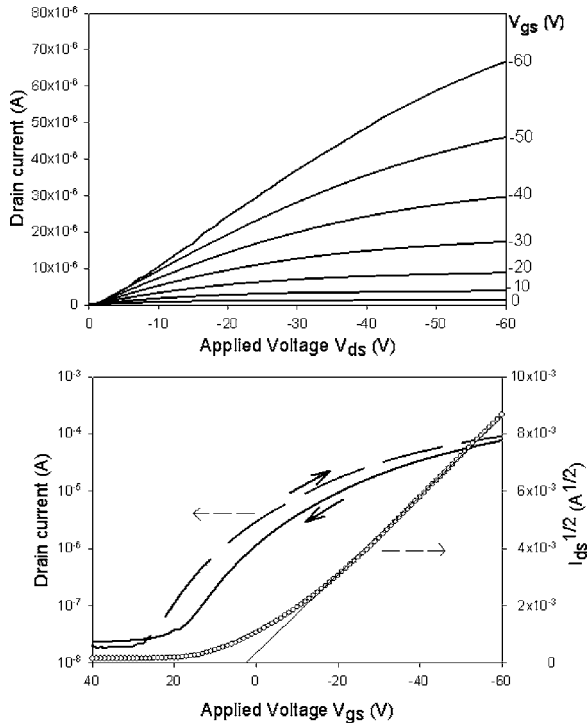 80x10-6
70x10-6
60x10-6
50x10-6
40x10-6
30x10-6
20x10-6
10x10-6
0
Drain current (A)
Vgs (V)
-60
-50
-40
-30
-20
-10
0
0 -10 -20 -30 -40 -50 -60
Applied Voltage Vds (V)
10-3
10-4
10-5
10-6
10-7
10-8
Drain current (A)
10x10-3
8x10-3
6x10-3
4x10-3
2x10-3
0
Ids1/2 (A1/2)
40 20 0 -20 -40 -60
Applied Voltage Vgs (V)